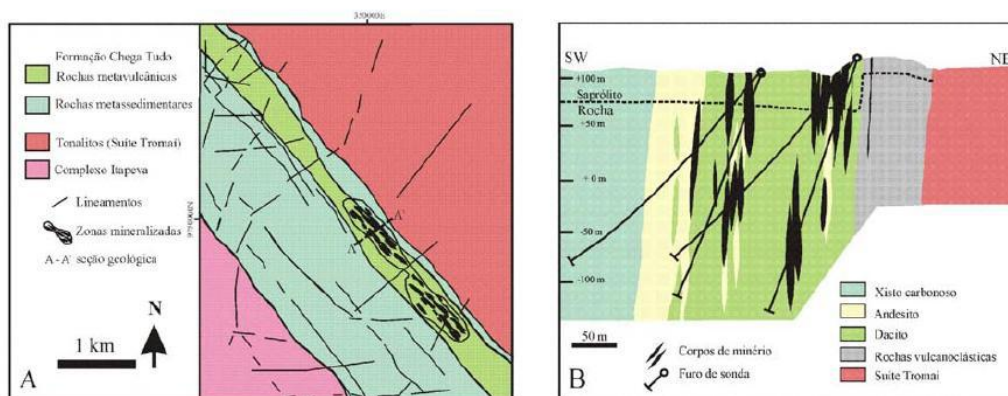 Formação Chega Tudo
Rochas metavulcânicas
Rochas metassedimentares
Tonalitos (Suíte Tromaí)
Complexo Itapeva
Lineamentos
Zonas mineralizadas
A - A' seção geológica
N
1 km
A
A'
A
B
SW
+100 m
Saprólito
Rocha
+50 m
+ 0 m
-50 m
-100 m
50 m
Corpos de minério
Furo de sonda
Xisto carbonoso
Andesito
Dacito
Rochas vulcanoclásticas
Suíte Tromaí